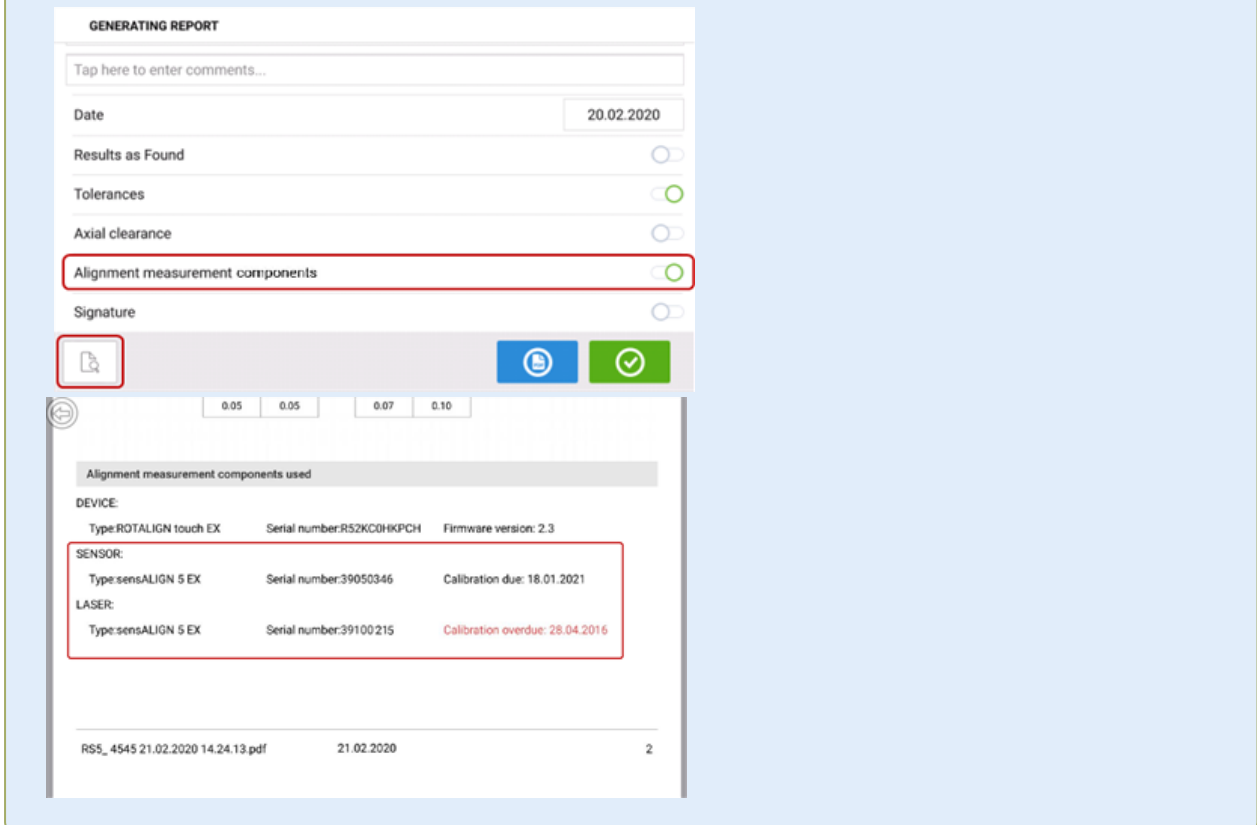 GENERATING REPORT
Tap here to enter comments...
Date 20.02.2020
Results as Found
Tolerances
Axial clearance
Alignment measurement components
Signature
0.05 0.05 0.07 0.10
Alignment measurement components used
DEVICE:
Type:ROTALIGN touch EX Serial number:R52KC0HKPCH Firmware version: 2.3
SENSOR:
Type:sensALIGN 5 EX Serial number:39050346 Calibration due: 18.01.2021
LASER:
Type:sensALIGN 5 EX Serial number:39100215 Calibration overdue: 28.04.2016
RS5_ 4545 21.02.2020 14.24.13.pdf 21.02.2020 2